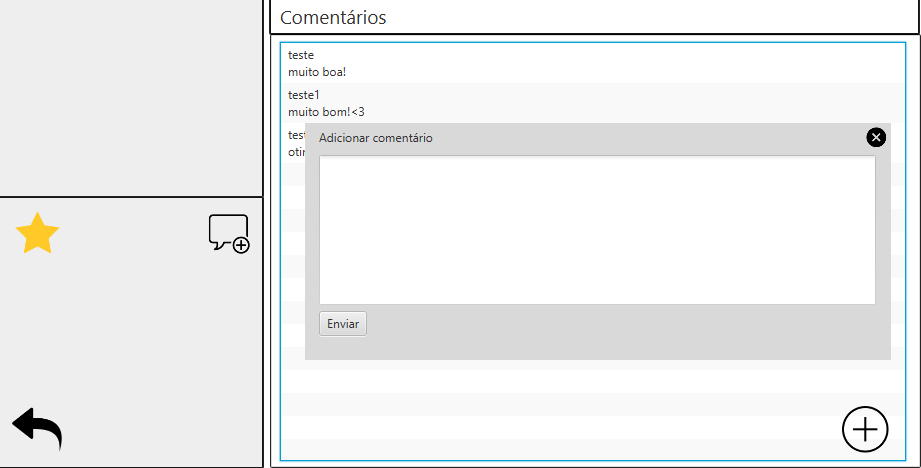 Comentários
teste
muito boa!
teste1
muito bom!<3
Adicionar comentário
Enviar